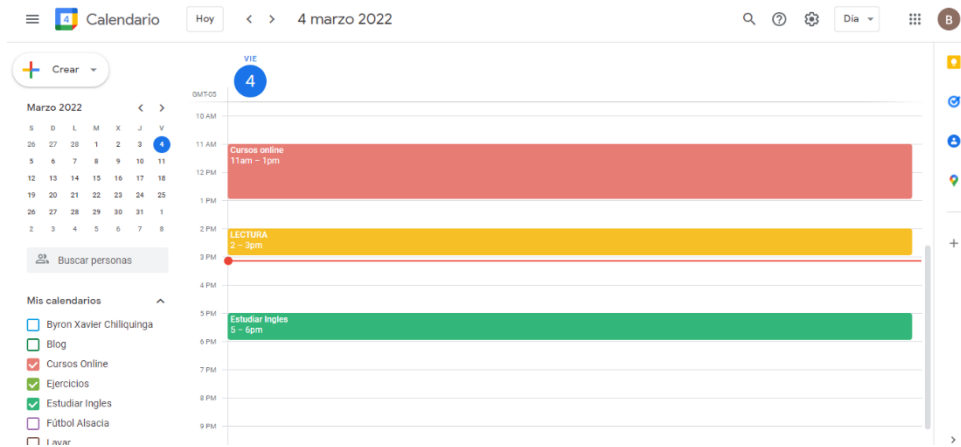 Calendario
Hoy
4 marzo 2022
Día
B
Crear
Marzo 2022
S D L M X J V
26 27 28 1 2 3 4
5 6 7 8 9 10 11
12 13 14 15 16 17 18
19 20 21 22 23 24 25
26 27 28 29 30 31 1
2 3 4 5 6 7 8
Buscar personas
Mis calendarios
Byron Xavier Chiliquinga
Blog
Cursos Online
Ejercicios
Estudiar Ingles
Fútbol Alsacia
Lavar
VIE
4
GMT-05
10 AM
11 AM
Cursos online
11am – 1pm
12 PM
1 PM
2 PM
LECTURA
2 – 3pm
3 PM
4 PM
5 PM
Estudiar Ingles
5 – 6pm
6 PM
7 PM
8 PM
9 PM